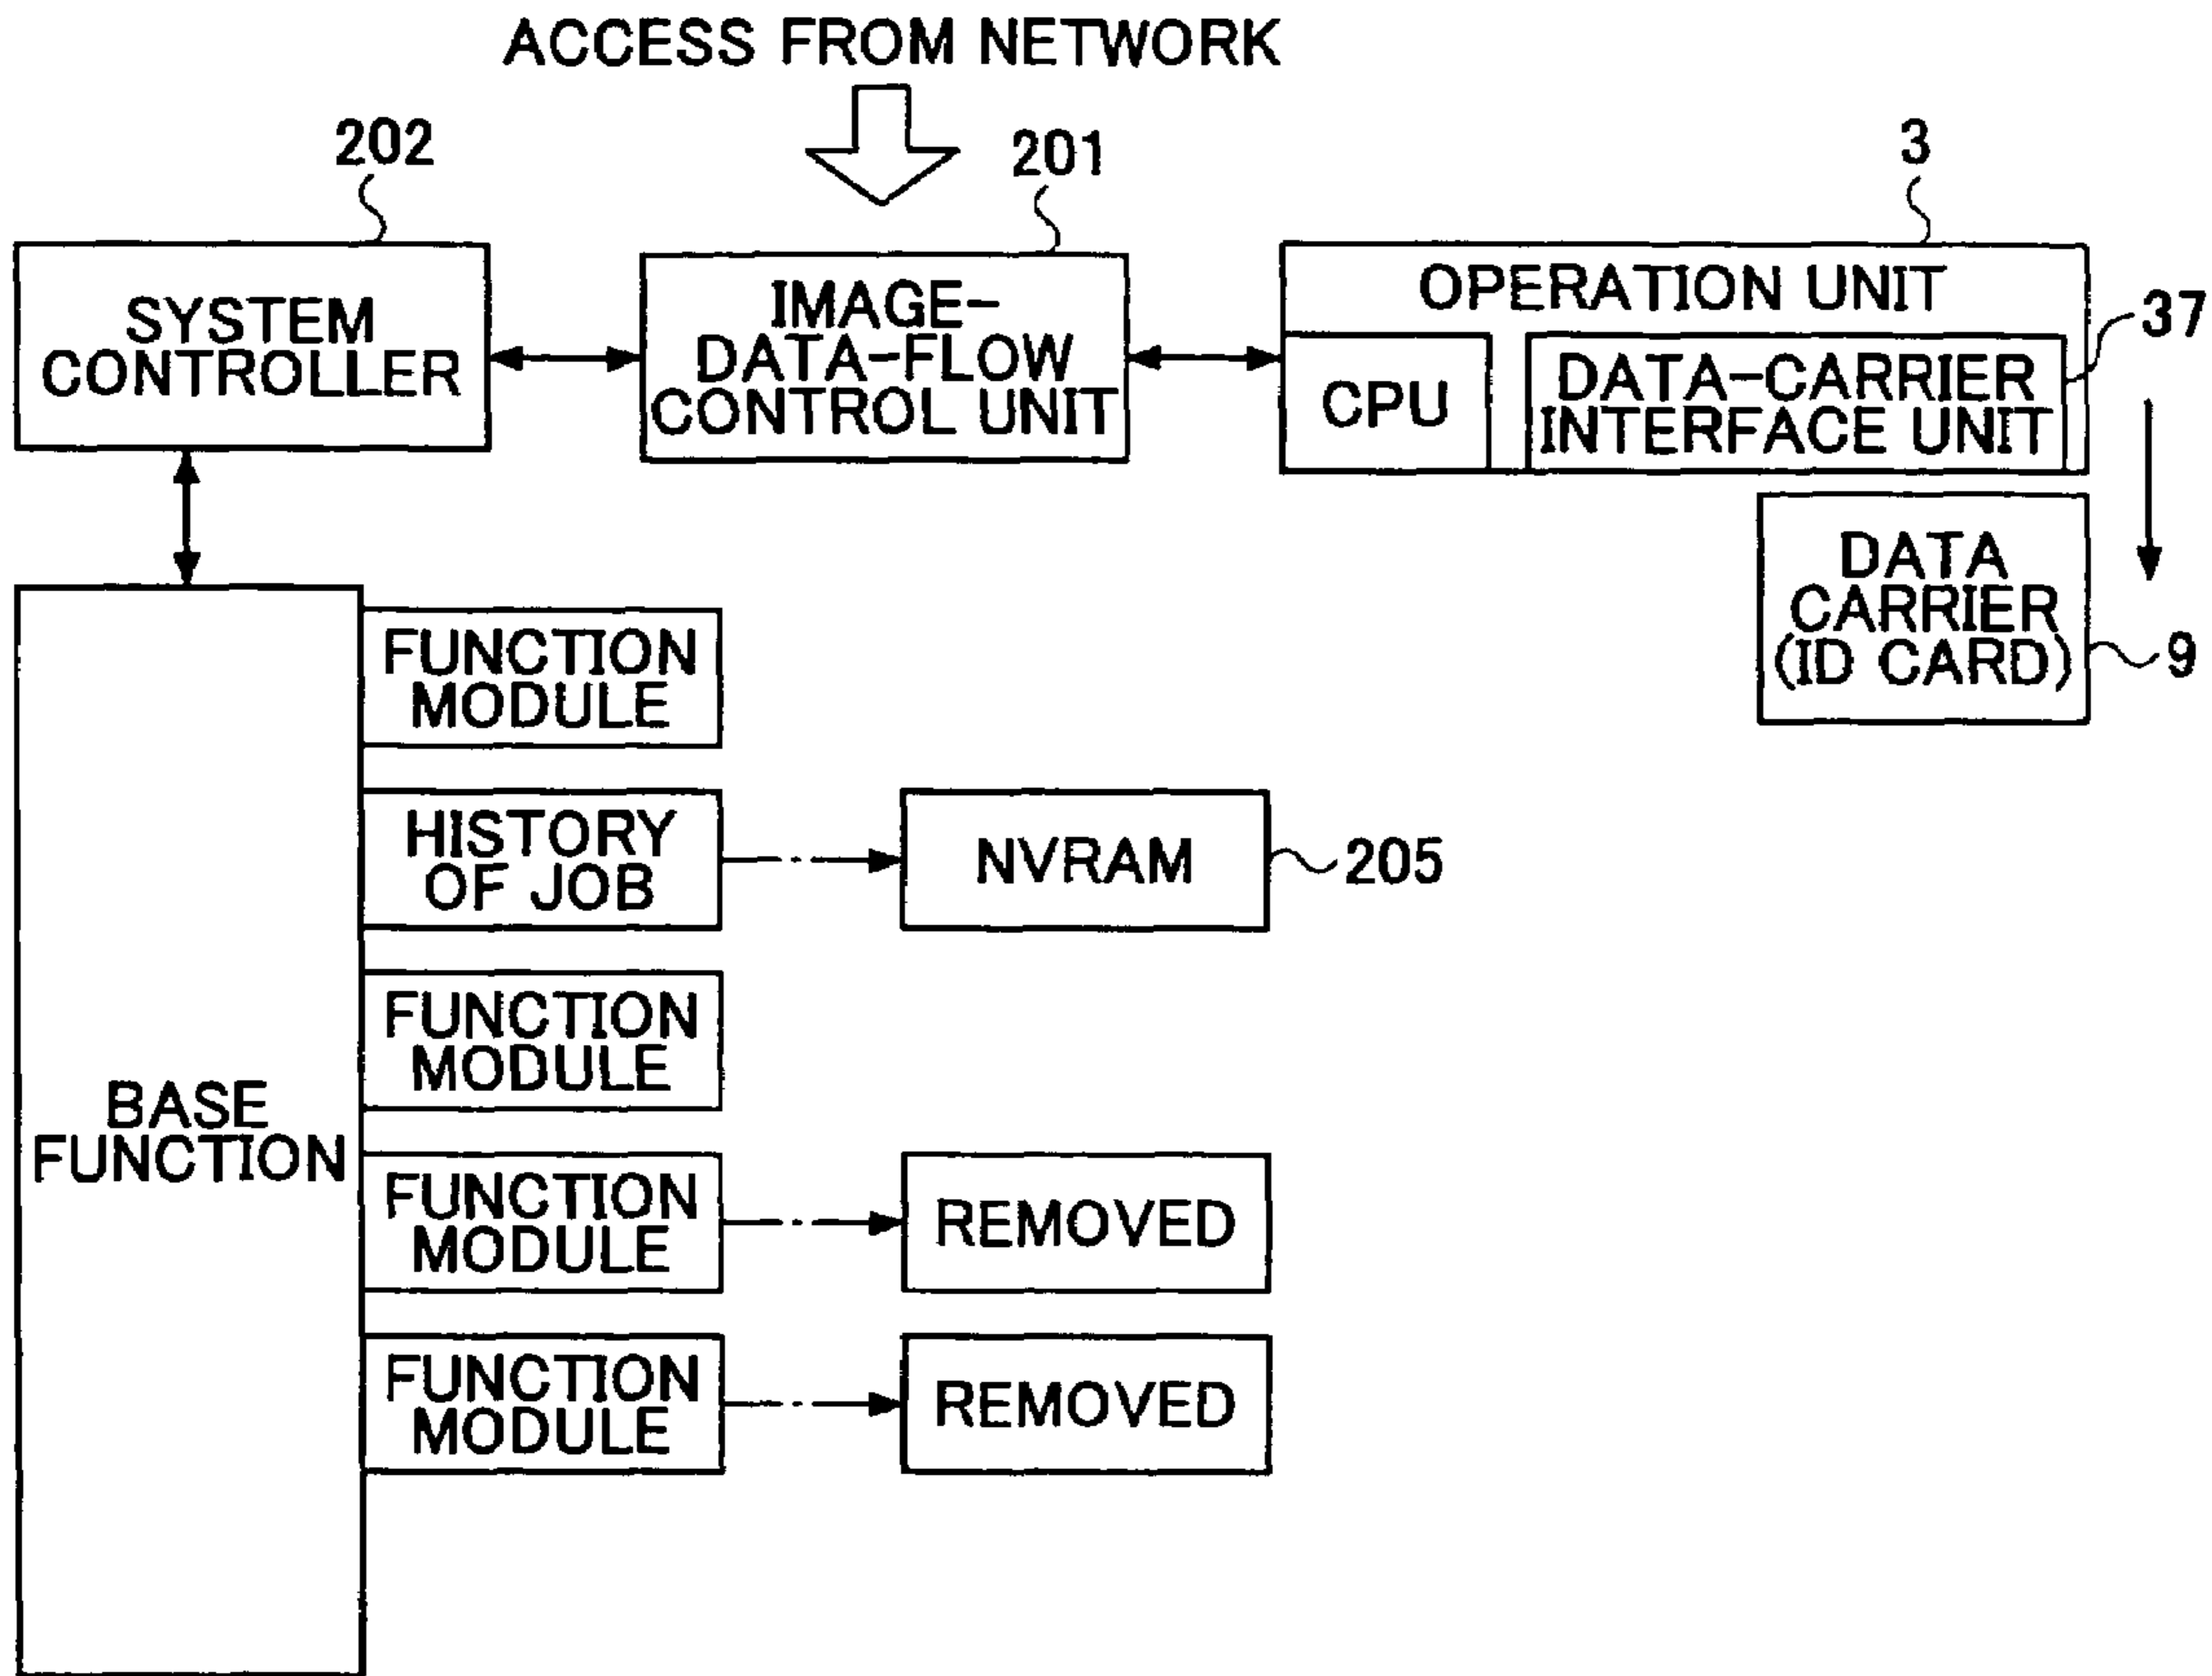 ACCESS FROM NETWORK
202
201
3
SYSTEM
CONTROLLER
IMAGE-
DATA-FLOW
CONTROL UNIT
OPERATION UNIT
CPU
DATA-CARRIER
INTERFACE UNIT
37
DATA
CARRIER
(ID CARD)
9
BASE
FUNCTION
FUNCTION
MODULE
HISTORY
OF JOB
NVRAM
205
FUNCTION
MODULE
FUNCTION
MODULE
REMOVED
FUNCTION
MODULE
REMOVED